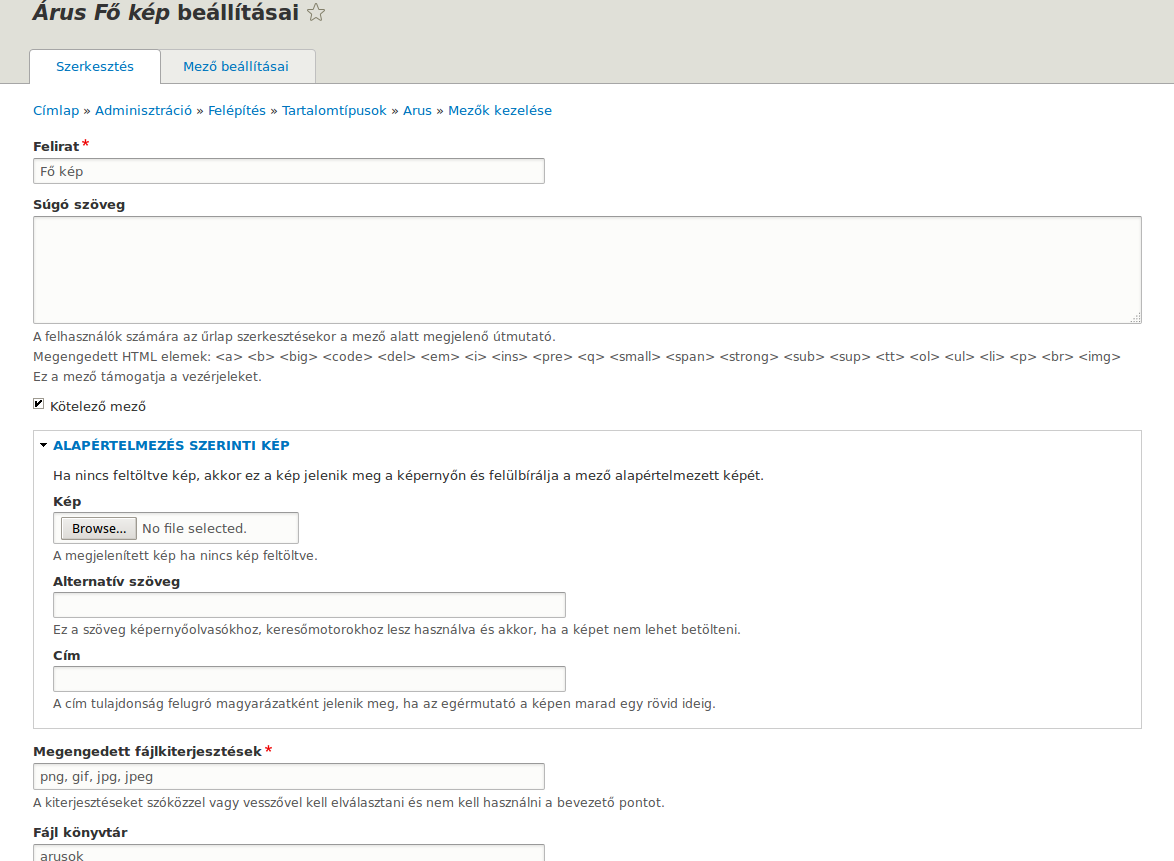 Árus Fő kép beállításai
Szerkesztés Mező beállításai
Címlap » Adminisztráció » Felépítés » Tartalomtípusok » Arus » Mezők kezelése
Felirat*
Fő kép
Súgó szöveg
A felhasználók számára az űrlap szerkesztésekor a mező alatt megjelenő útmutató.
Megengedett HTML elemek: <a> <b> <big> <code> <del> <em> <i> <ins> <pre> <q> <small> <span> <strong> <sub> <sup> <tt> <ol> <ul> <li> <p> <br> <img>
Ez a mező támogatja a vezérjeleket.
Kötelező mező
ALAPÉRTELMEZÉS SZERINTI KÉP
Ha nincs feltöltve kép, akkor ez a kép jelenik meg a képernyőn és felülbírálja a mező alapértelmezett képét.
Kép
Browse... No file selected.
A megjelenített kép ha nincs kép feltöltve.
Alternatív szöveg
Ez a szöveg képernyőolvasókhoz, keresőmotorokhoz lesz használva és akkor, ha a képet nem lehet betölteni.
Cím
A cím tulajdonság felugró magyarázatként jelenik meg, ha az egérmutató a képen marad egy rövid ideig.
Megengedett fájlkiterjesztések*
png, gif, jpg, jpeg
A kiterjesztéseket szóközzel vagy vesszővel kell elválasztani és nem kell használni a bevezető pontot.
Fájl könyvtár
arusok